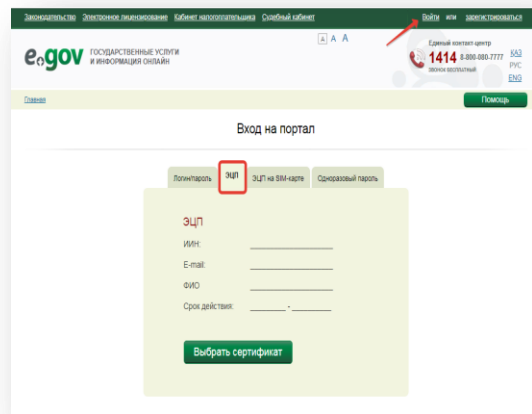 Законодательство Электронное лицензирование Кабинет налогоплательщика Судебный кабинет Войти или зарегистрироваться
A A A
e.gov ГОСУДАРСТВЕННЫЕ УСЛУГИ
И ИНФОРМАЦИЯ ОНЛАЙН
Единый контакт-центр
1414 8-800-080-7777
звонок бесплатный
ҚАЗ
РУС
ENG
Главная
Помощь
Вход на портал
Логин/пароль ЭЦП ЭЦП на SIM-карте Одноразовый пароль
ЭЦП
ИИН:
E-mail:
ФИО
Срок действия: -
Выбрать сертификат